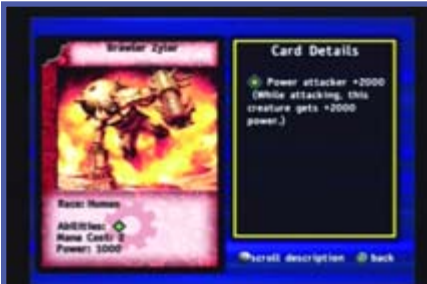 Brawler Zyler
Race: Human
Abilities:
Mana Cost: 2
Power: 1000
Card Details
Power attacker +2000
(While attacking, this
creature gets +2000
power.)
scroll description
back